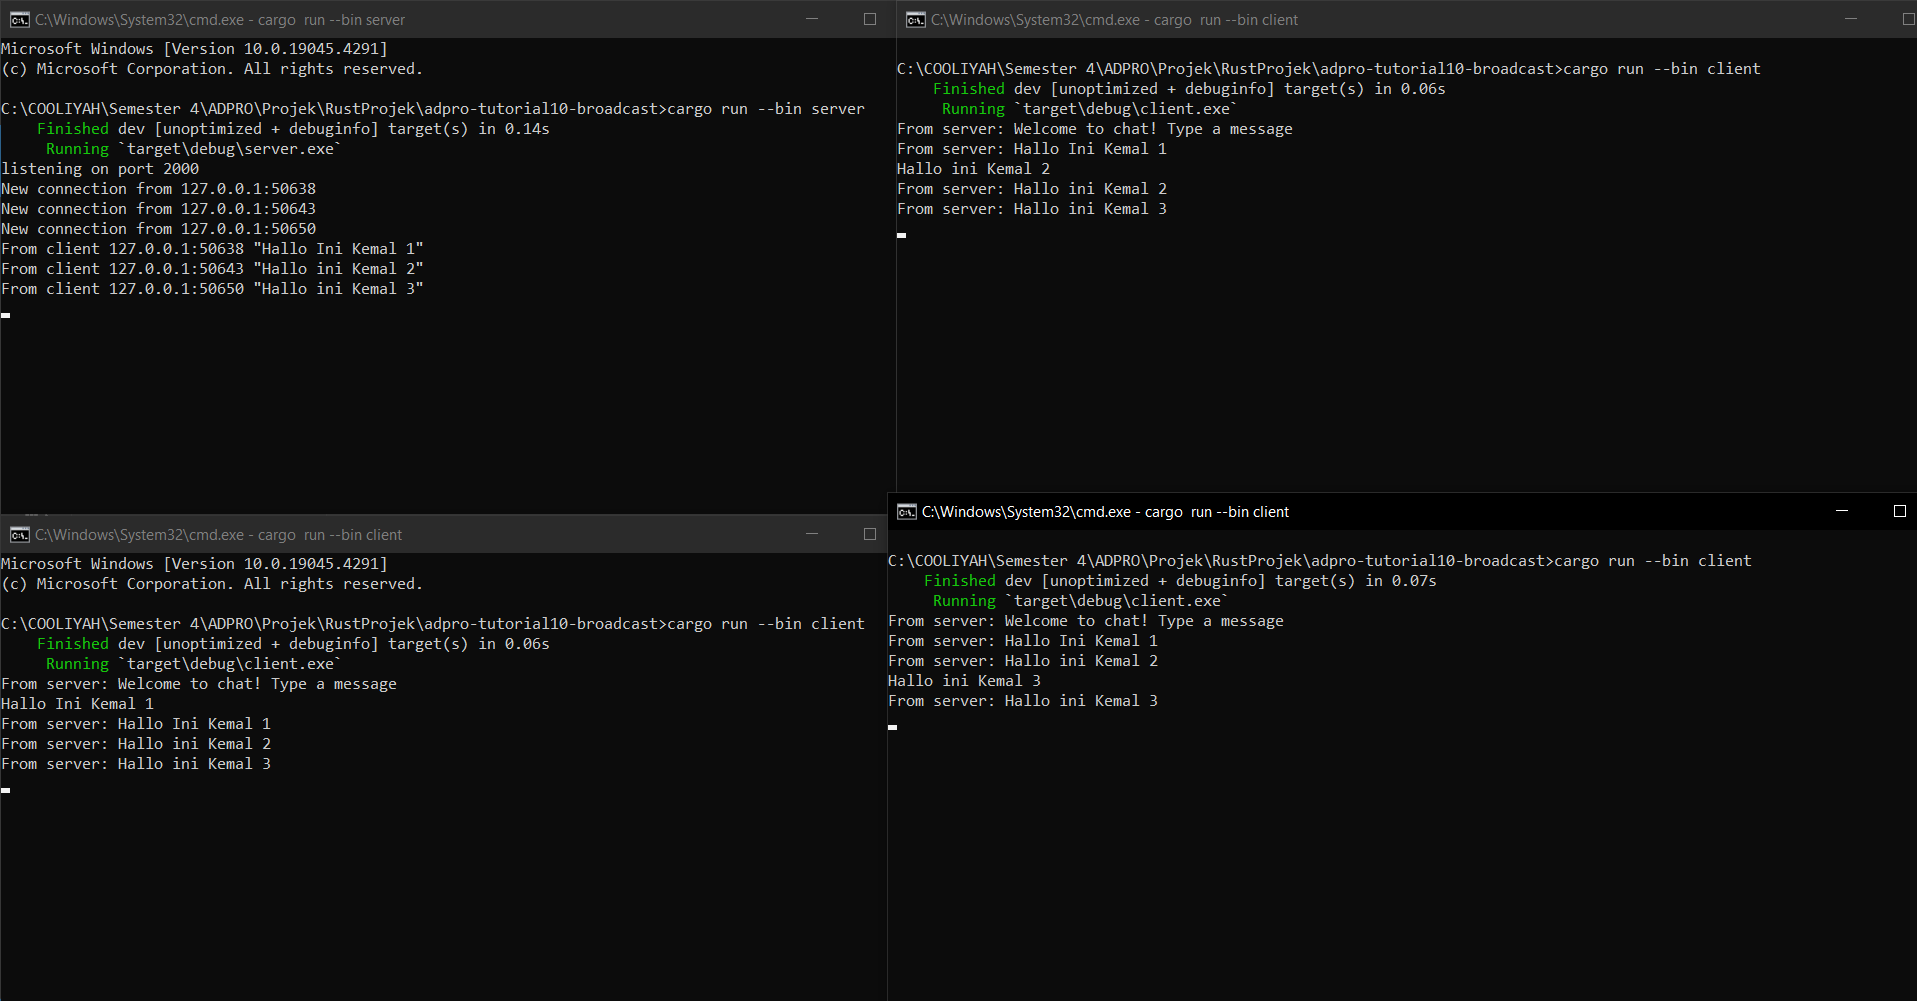 C:\Windows\System32\cmd.exe - cargo  run --bin server
Microsoft Windows [Version 10.0.19045.4291]
(c) Microsoft Corporation. All rights reserved.
C:\COOLIYAH\Semester 4\ADPRO\Projek\RustProjek\adpro-tutorial10-broadcast>cargo run --bin server
Finished dev [unoptimized + debuginfo] target(s) in 0.14s
Running `target\debug\server.exe`
listening on port 2000
New connection from 127.0.0.1:50638
New connection from 127.0.0.1:50643
New connection from 127.0.0.1:50650
From client 127.0.0.1:50638 "Hallo Ini Kemal 1"
From client 127.0.0.1:50643 "Hallo ini Kemal 2"
From client 127.0.0.1:50650 "Hallo ini Kemal 3"
C:\Windows\System32\cmd.exe - cargo  run --bin client
C:\COOLIYAH\Semester 4\ADPRO\Projek\RustProjek\adpro-tutorial10-broadcast>cargo run --bin client
Finished dev [unoptimized + debuginfo] target(s) in 0.06s
Running `target\debug\client.exe`
From server: Welcome to chat! Type a message
From server: Hallo Ini Kemal 1
Hallo ini Kemal 2
From server: Hallo ini Kemal 2
From server: Hallo ini Kemal 3
C:\Windows\System32\cmd.exe - cargo  run --bin client
Microsoft Windows [Version 10.0.19045.4291]
(c) Microsoft Corporation. All rights reserved.
C:\COOLIYAH\Semester 4\ADPRO\Projek\RustProjek\adpro-tutorial10-broadcast>cargo run --bin client
Finished dev [unoptimized + debuginfo] target(s) in 0.06s
Running `target\debug\client.exe`
From server: Welcome to chat! Type a message
Hallo Ini Kemal 1
From server: Hallo Ini Kemal 1
From server: Hallo ini Kemal 2
From server: Hallo ini Kemal 3
C:\Windows\System32\cmd.exe - cargo  run --bin client
C:\COOLIYAH\Semester 4\ADPRO\Projek\RustProjek\adpro-tutorial10-broadcast>cargo run --bin client
Finished dev [unoptimized + debuginfo] target(s) in 0.07s
Running `target\debug\client.exe`
From server: Welcome to chat! Type a message
From server: Hallo Ini Kemal 1
From server: Hallo ini Kemal 2
Hallo ini Kemal 3
From server: Hallo ini Kemal 3